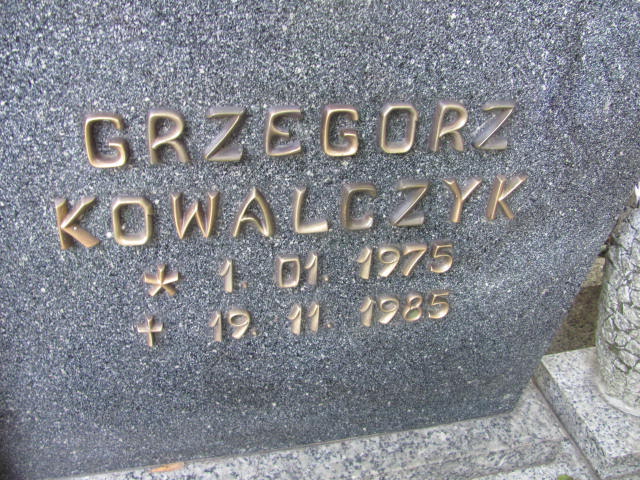 GRZEGORZ
KOWALCZYK
* 1. 01. 1975
✝ 19. 11. 1985